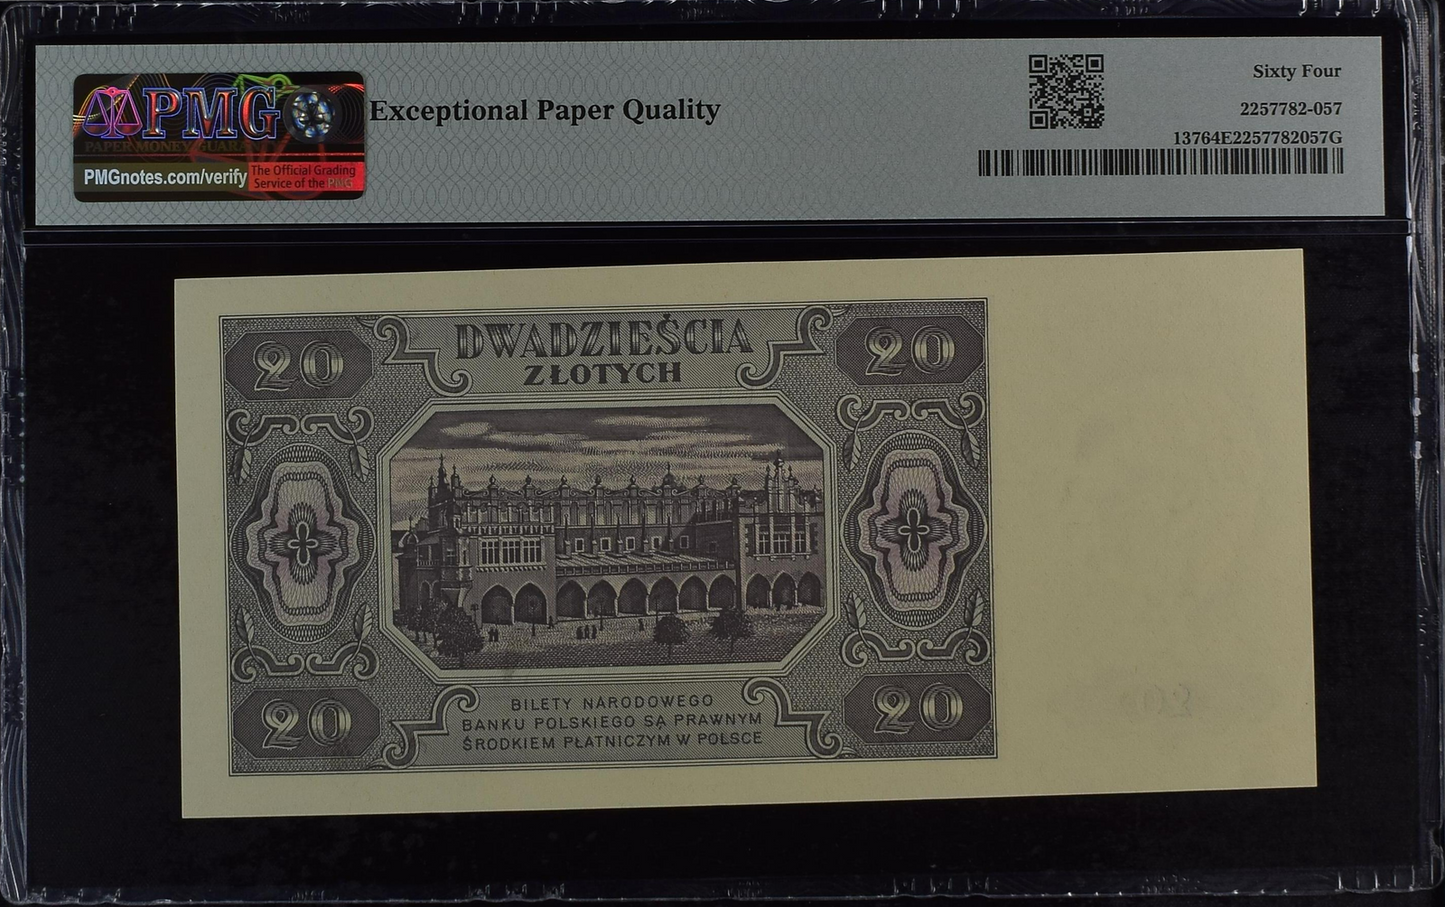 PMG
PAPER MONEY GUARANTY
PMGnotes.com/verify
The Official Grading
Service of the PMG
Exceptional Paper Quality
Sixty Four
2257782-057
13764E2257782057G
20
DWADZIEŚCIA
ZŁOTYCH
20
20
BILETY NARODOWEGO
BANKU POLSKIEGO SĄ PRAWNYM
ŚRODKIEM PŁATNICZYM W POLSCE
20